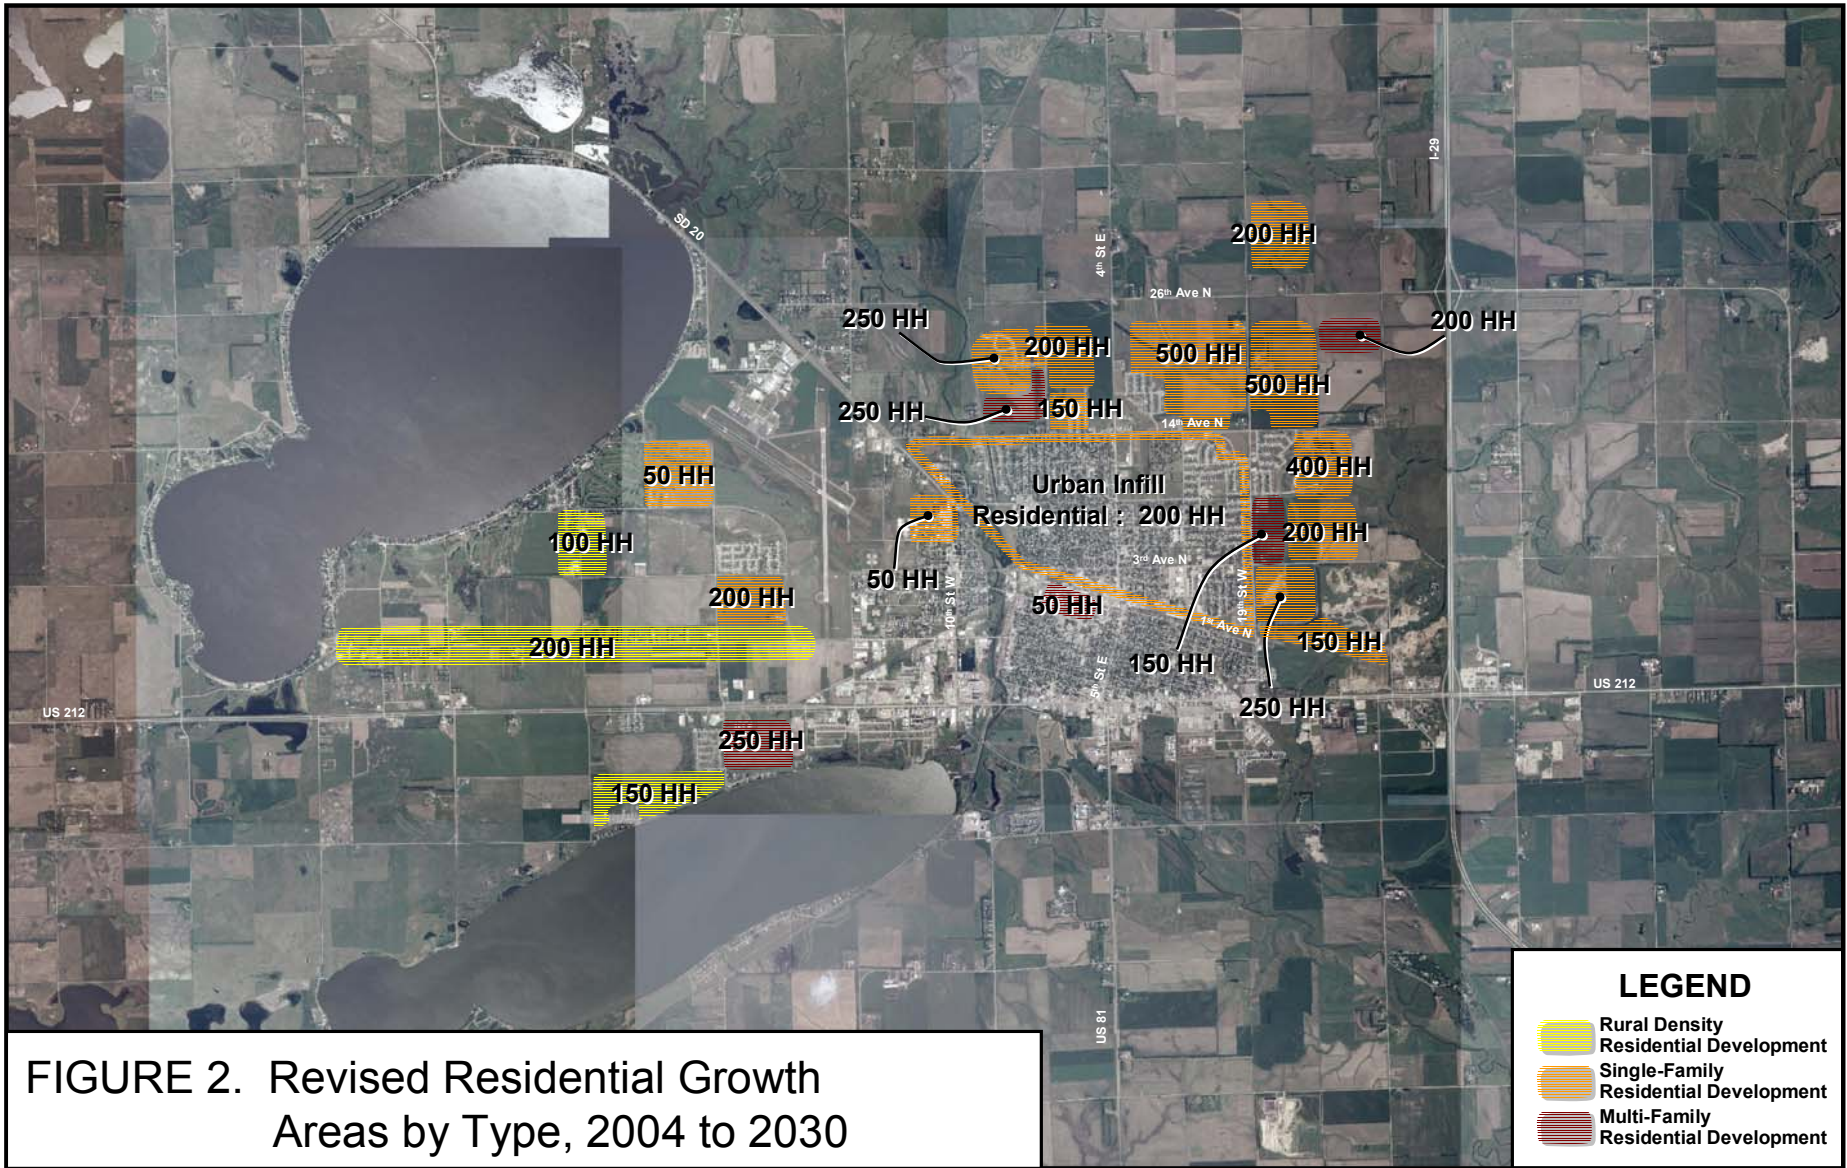 I-29
SD 20
200 HH
4th St E
26th Ave N
250 HH
200 HH
200 HH
500 HH
500 HH
250 HH
150 HH
14th Ave N
400 HH
50 HH
Urban Infill
Residential : 200 HH
200 HH
100 HH
3rd Ave N
50 HH
10th St W
200 HH
50 HH
19th St W
1st Ave N
150 HH
200 HH
150 HH
5th St E
US 212
250 HH
US 212
250 HH
150 HH
US 81
FIGURE 2. Revised Residential Growth
Areas by Type, 2004 to 2030
LEGEND
Rural Density
Residential Development
Single-Family
Residential Development
Multi-Family
Residential Development